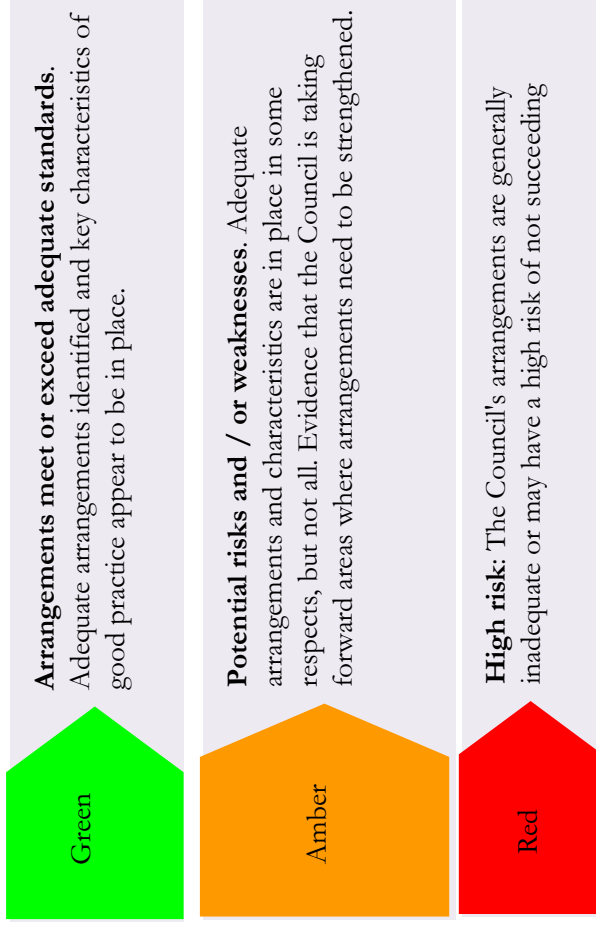 Green
Arrangements meet or exceed adequate standards.
Adequate arrangements identified and key characteristics of
good practice appear to be in place.
Amber
Potential risks and / or weaknesses. Adequate
arrangements and characteristics are in place in some
respects, but not all. Evidence that the Council is taking
forward areas where arrangements need to be strengthened.
Red
High risk: The Council's arrangements are generally
inadequate or may have a high risk of not succeeding